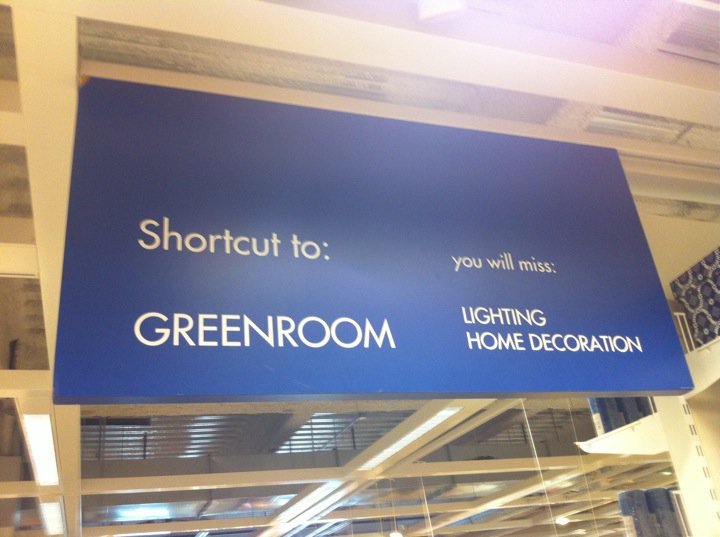 Shortcut to:
GREENROOM
you will miss:
LIGHTING
HOME DECORATION